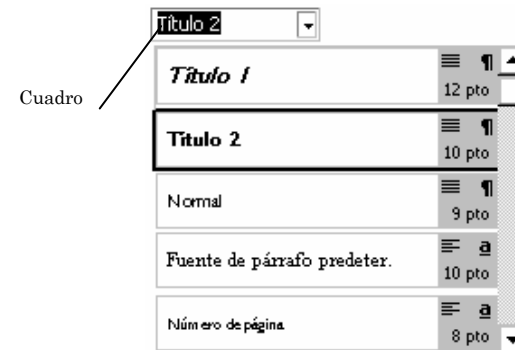 Título 2
Título 1
¶
12 pto
Cuadro
Título 2
¶
10 pto
Normal
¶
9 pto
Fuente de párrafo predeter.
a
10 pto
Número de página
a
8 pto